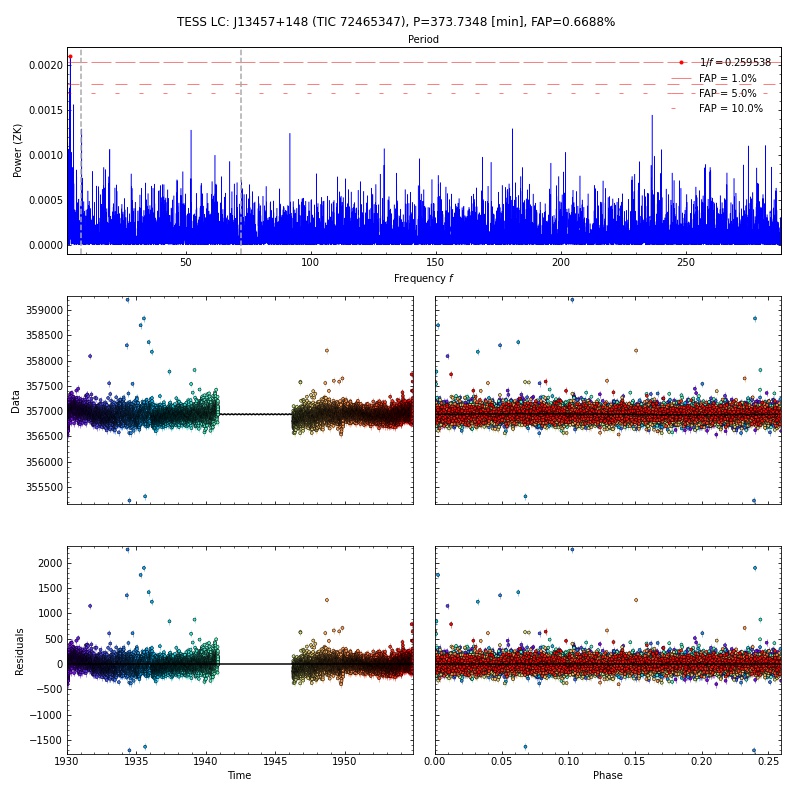 TESS LC: J13457+148 (TIC 72465347), P=373.7348 [min], FAP=0.6688%
Period
0.0020
0.0015
0.0010
0.0005
0.0000
Power (ZK)
1/f = 0.259538
FAP = 1.0%
FAP = 5.0%
FAP = 10.0%
50 100 150 200 250
Frequency f
359000
358500
358000
357500
357000
356500
356000
355500
Data
2000
1500
1000
500
0
−500
−1000
−1500
Residuals
1930 1935 1940 1945 1950
Time
0.00 0.05 0.10 0.15 0.20 0.25
Phase